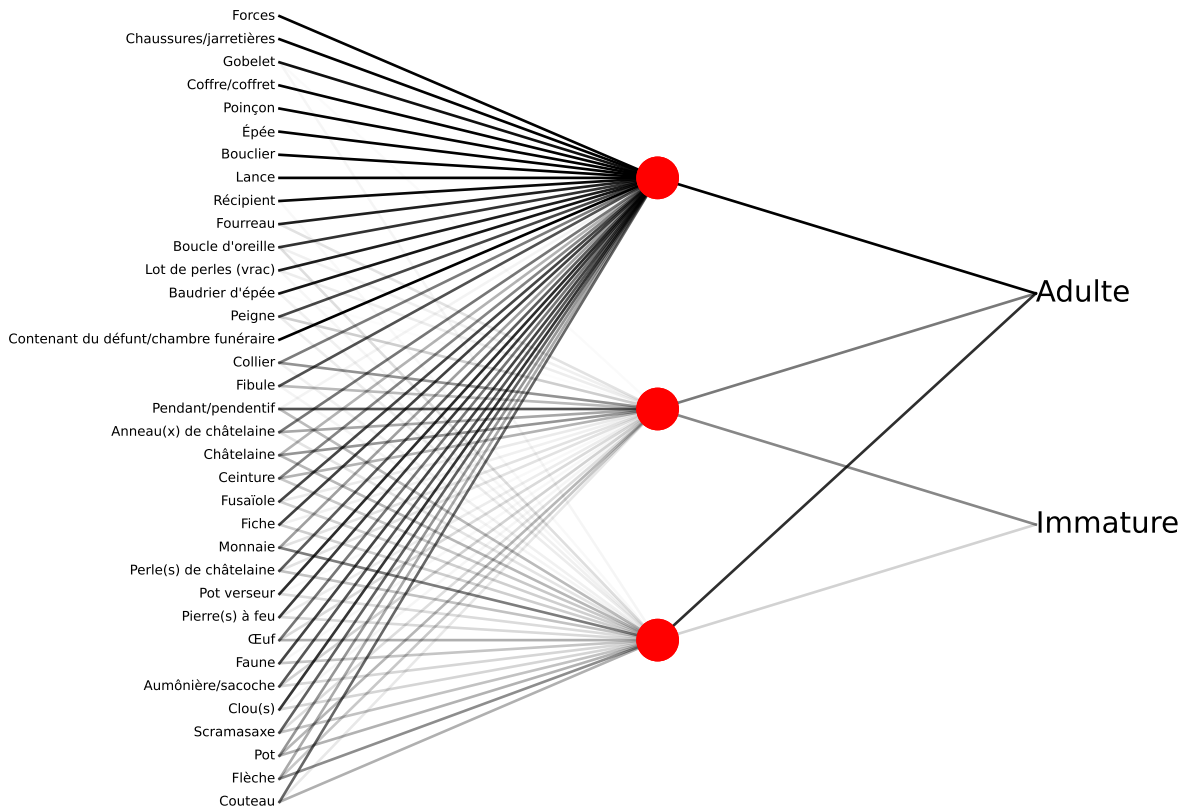 Forces
Chaussures/jarretières
Gobelet
Coffre/coffret
Poinçon
Épée
Bouclier
Lance
Récipient
Fourreau
Boucle d'oreille
Lot de perles (vrac)
Baudrier d'épée
Peigne
Contenant du défunt/chambre funéraire
Collier
Fibule
Pendant/pendentif
Anneau(x) de châtelaine
Châtelaine
Ceinture
Fusaïole
Fiche
Monnaie
Perle(s) de châtelaine
Pot verseur
Pierre(s) à feu
Œuf
Faune
Aumônière/sacoche
Clou(s)
Scramasaxe
Pot
Flèche
Couteau
Adulte
Immature